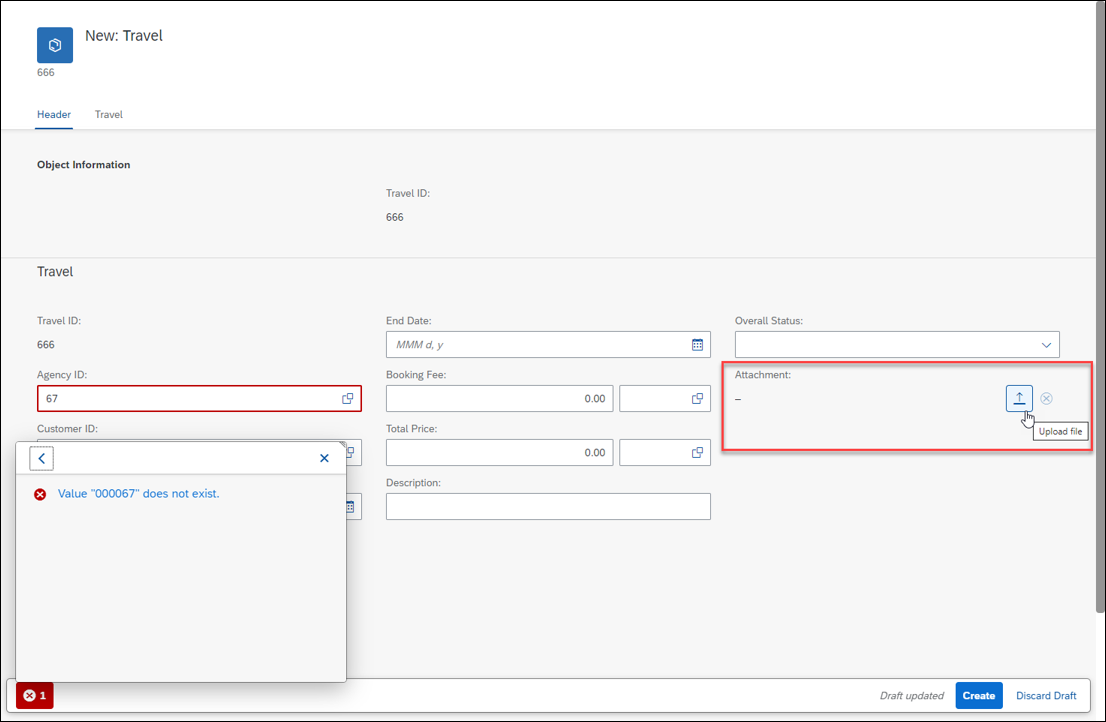 New: Travel
666
Header
Travel
Object Information
Travel ID:
666
Travel
Travel ID:
666
Agency ID:
67
Customer ID:
End Date:
MMM d, y
Booking Fee:
0.00
Total Price:
0.00
Description:
Overall Status:
Attachment:
–
Upload file
Value "000067" does not exist.
1
Draft updated
Create
Discard Draft